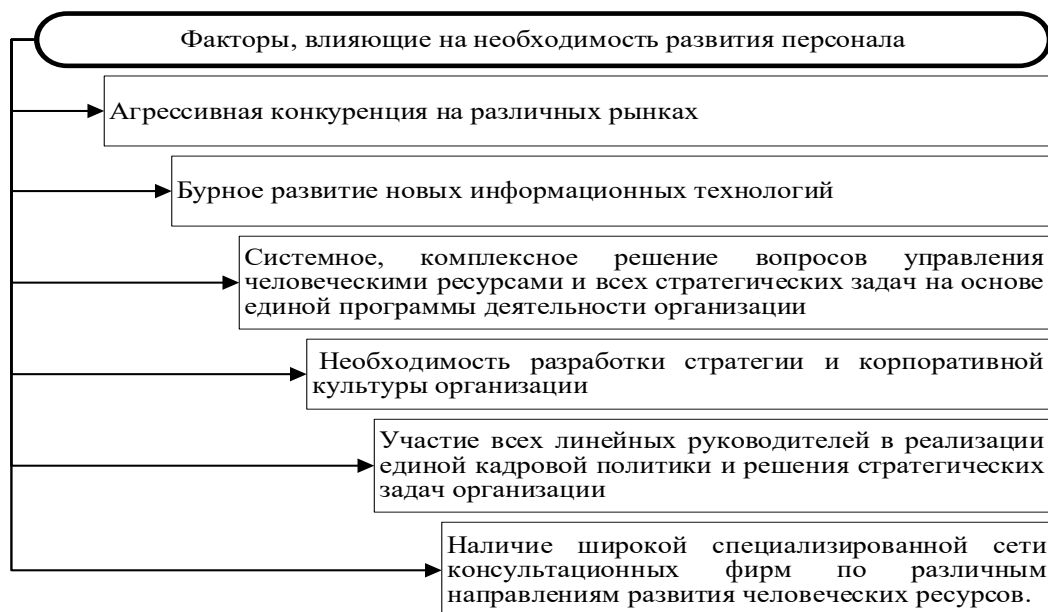 Факторы, влияющие на необходимость развития персонала
Агрессивная конкуренция на различных рынках
Бурное развитие новых информационных технологий
Системное, комплексное решение вопросов управления
человеческими ресурсами и всех стратегических задач на основе
единой программы деятельности организации
Необходимость разработки стратегии и корпоративной
культуры организации
Участие всех линейных руководителей в реализации
единой кадровой политики и решения стратегических
задач организации
Наличие широкой специализированной сети
консультационных фирм по различным
направлениям развития человеческих ресурсов.